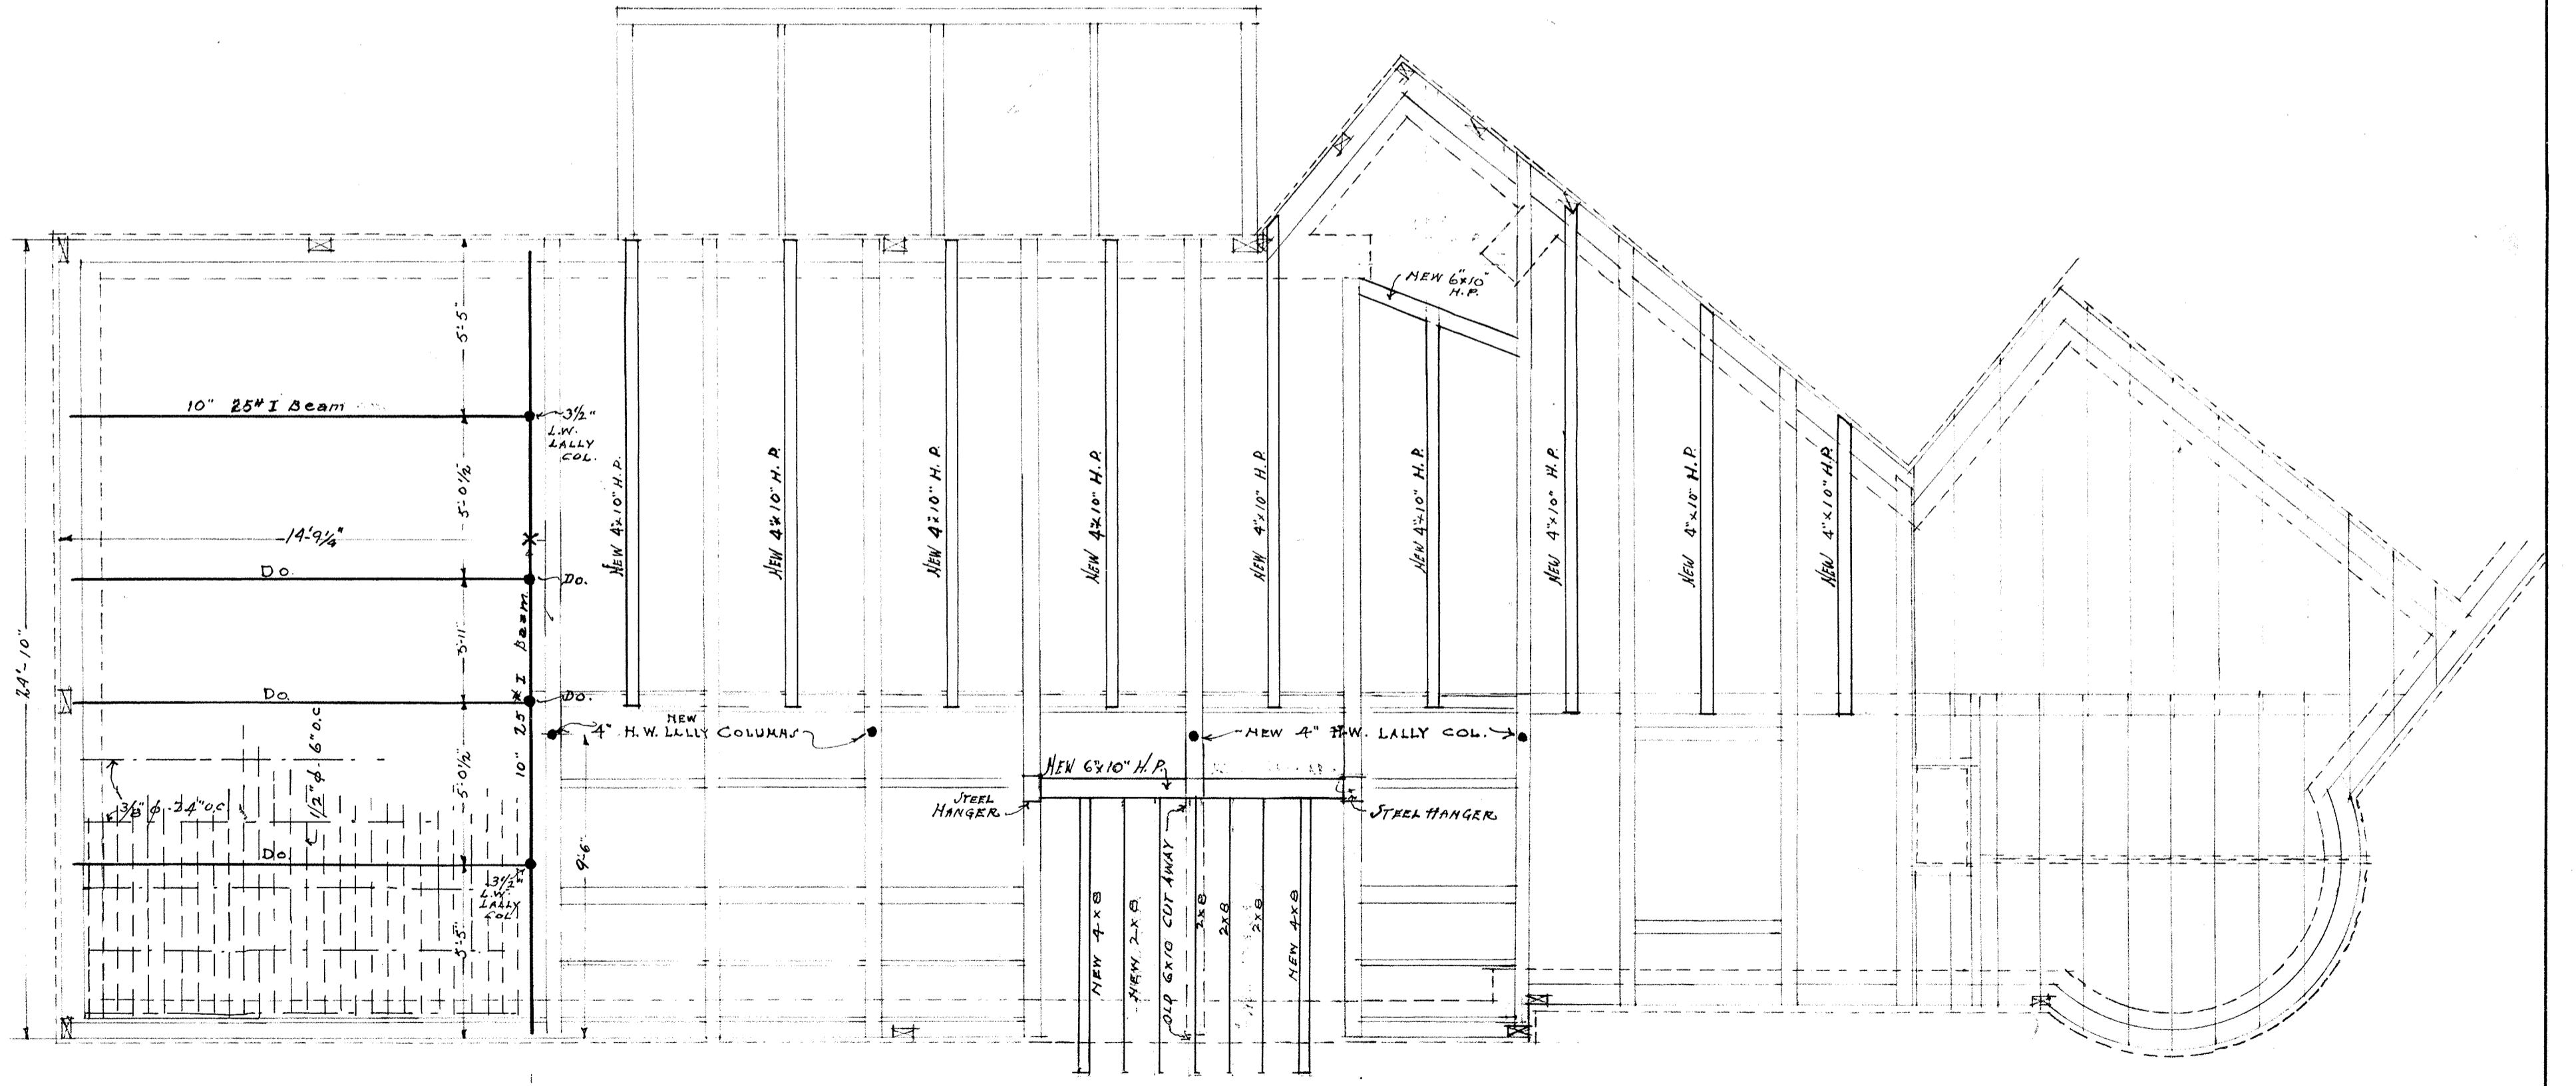 NEW 6"x10"
H.P.
5'-5"
10" 25# I Beam
3½"
L.W.
LALLY
COL.
NEW 4"x10" H.P.
NEW 4"x10" H.P.
NEW 4"x10" H.P.
NEW 4"x10" H.P.
NEW 4"x10" H.P.
NEW 4"x10" H.P.
NEW 4"x10" H.P.
NEW 4"x10" H.P.
NEW 4"x10" H.P.
5'-0½"
14'-9¼"
Do.
Do.
24'-10"
3'-11"
10" 25# I Beam
Do.
Do.
NEW
4" H.W. LALLY COLUMNS
NEW 4" H.W. LALLY COL.
5'-0½"
½" φ - 6" O.C
⅜" φ - 24" O.C.
NEW 6"x10" H.P.
STEEL
HANGER
STEEL HANGER
Do.
9'-6"
3½"
L.W.
LALLY
COL
5'-5"
NEW 4x8
NEW 2x8
OLD 6x10 CUT AWAY
2x8
2x8
2x8
NEW 4x8